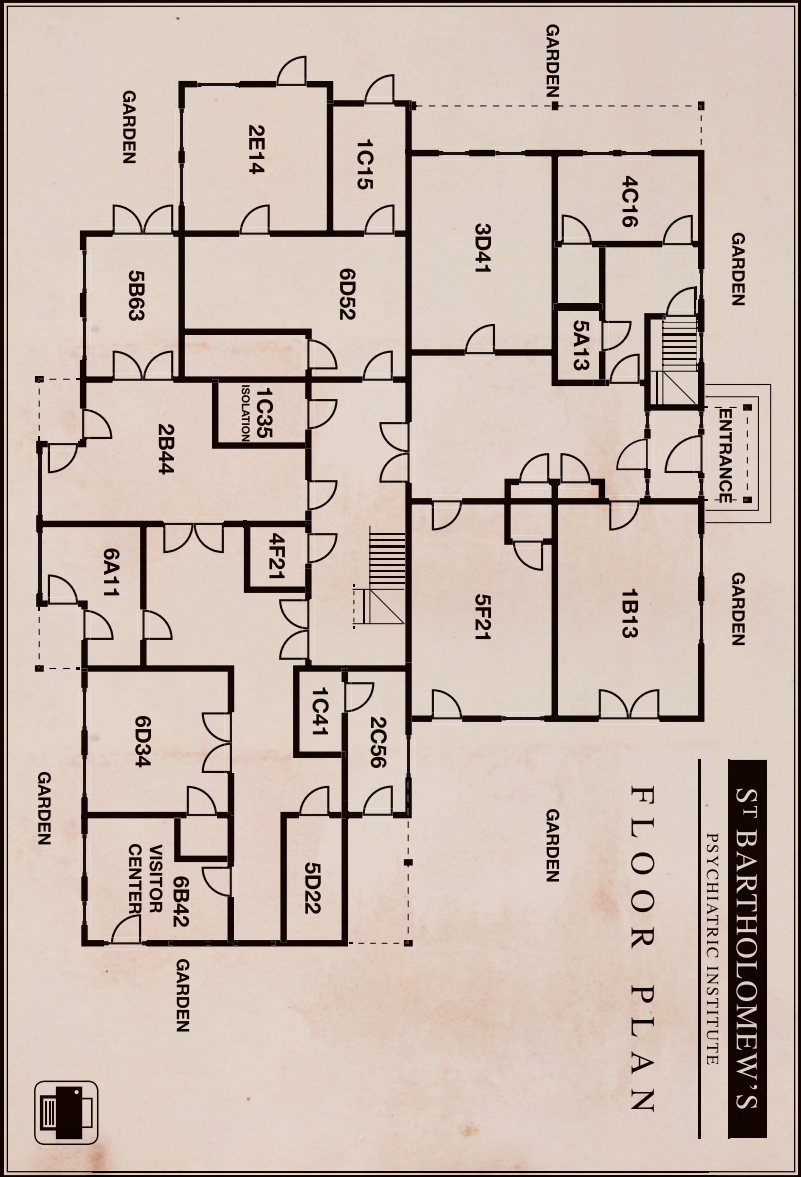 ST BARTHOLOMEW'S
PSYCHIATRIC INSTITUTE
FLOOR PLAN
GARDEN
ENTRANCE
GARDEN
4C16
1B13
5A13
GARDEN
3D41
5F21
GARDEN
1C15
6D52
2C56
2E14
1C35
ISOLATION
4F21
1C41
5D22
GARDEN
5B63
2B44
6A11
6D34
6B42
VISITOR
CENTER
GARDEN
GARDEN